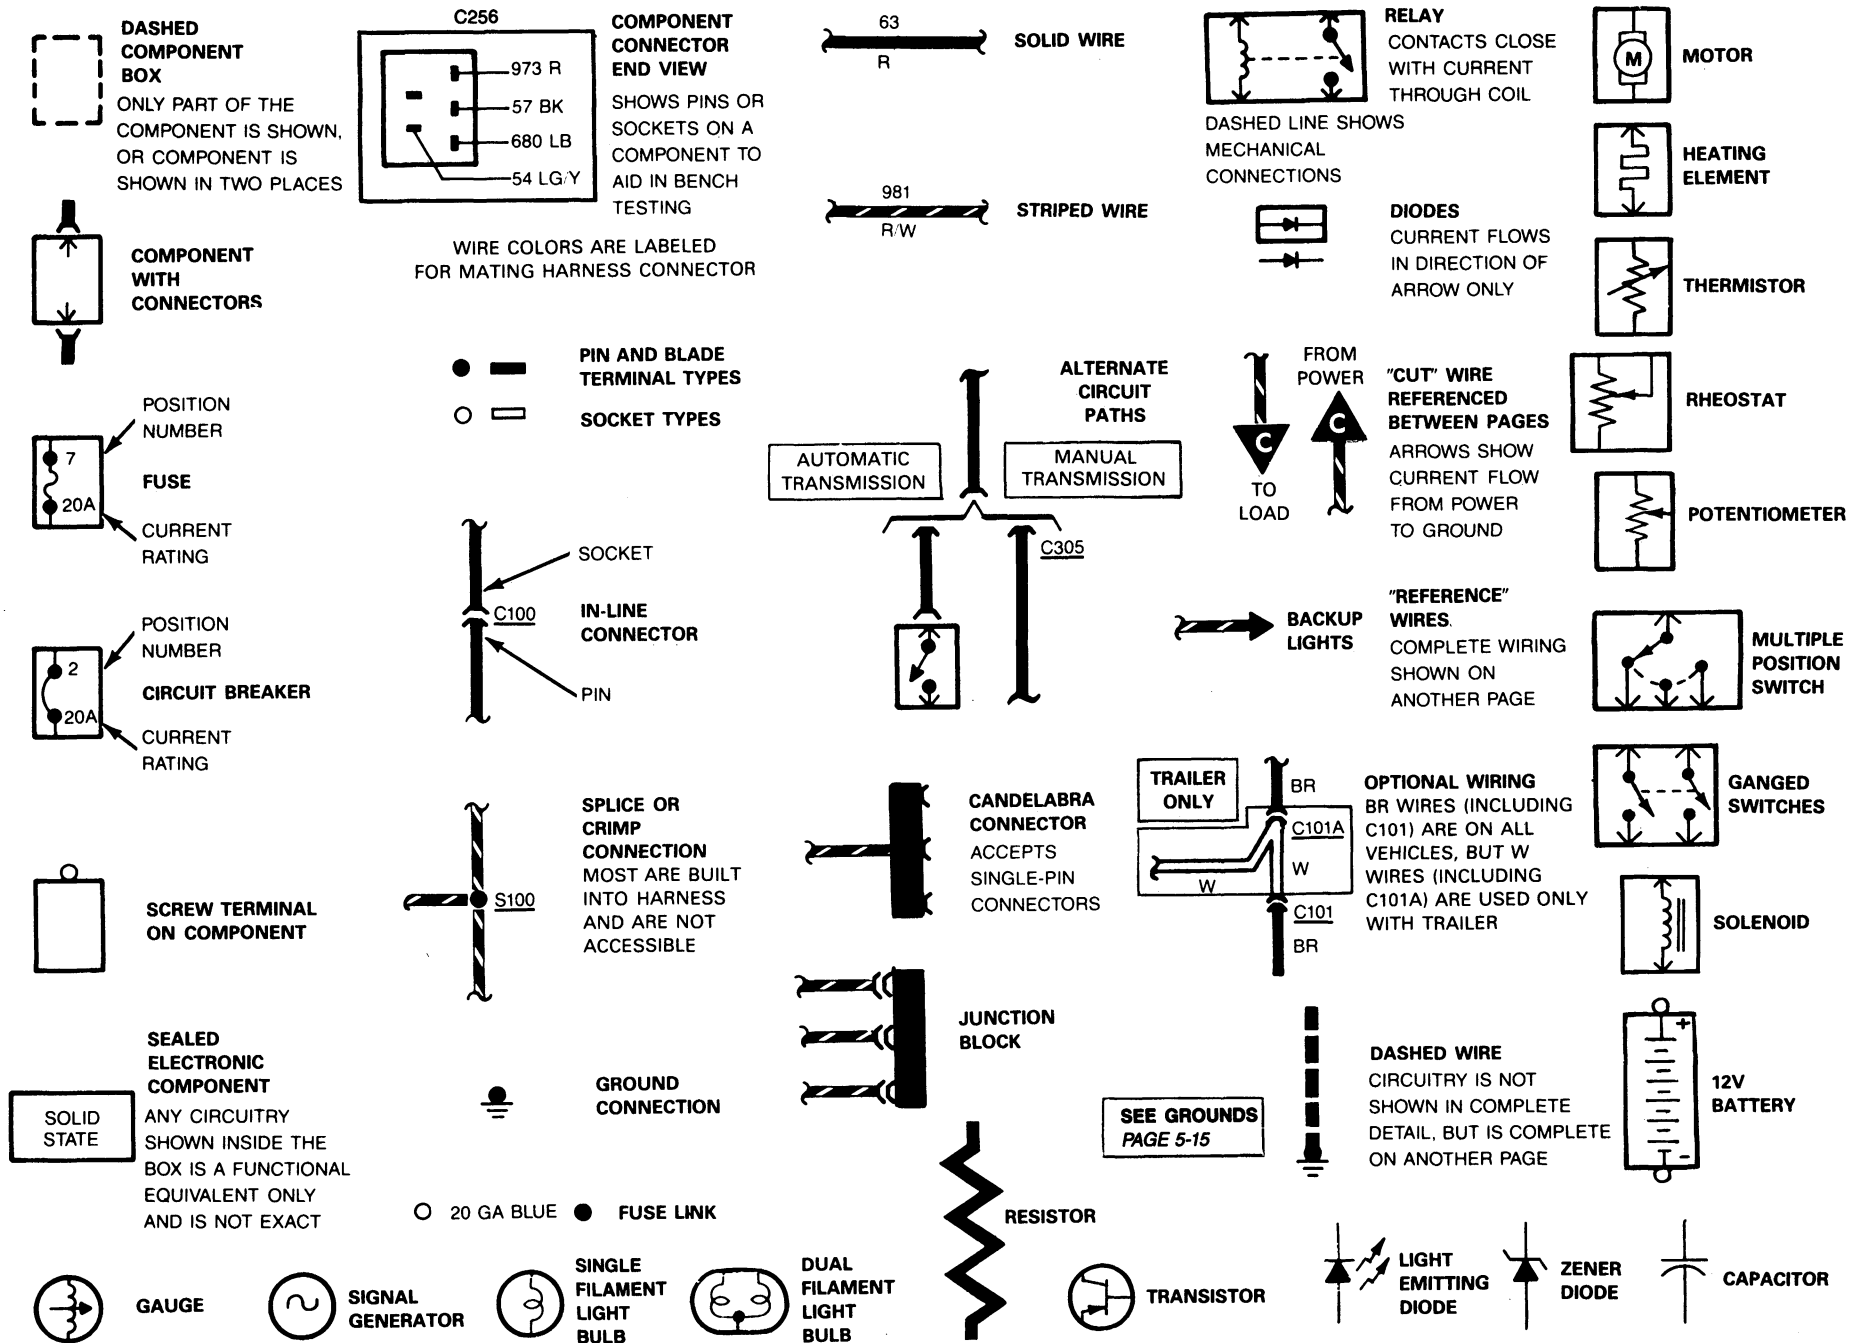 DASHED
COMPONENT
BOX
ONLY PART OF THE
COMPONENT IS SHOWN,
OR COMPONENT IS
SHOWN IN TWO PLACES
COMPONENT
WITH
CONNECTORS
POSITION
NUMBER
7
FUSE
20A
CURRENT
RATING
POSITION
NUMBER
2
CIRCUIT BREAKER
20A
CURRENT
RATING
SCREW TERMINAL
ON COMPONENT
SEALED
ELECTRONIC
COMPONENT
SOLID
STATE
ANY CIRCUITRY
SHOWN INSIDE THE
BOX IS A FUNCTIONAL
EQUIVALENT ONLY
AND IS NOT EXACT
GAUGE
C256
973 R
57 BK
680 LB
54 LG/Y
COMPONENT
CONNECTOR
END VIEW
SHOWS PINS OR
SOCKETS ON A
COMPONENT TO
AID IN BENCH
TESTING
WIRE COLORS ARE LABELED
FOR MATING HARNESS CONNECTOR
PIN AND BLADE
TERMINAL TYPES
SOCKET TYPES
SOCKET
C100
IN-LINE
CONNECTOR
PIN
SPLICE OR
CRIMP
CONNECTION
MOST ARE BUILT
INTO HARNESS
AND ARE NOT
ACCESSIBLE
S100
GROUND
CONNECTION
20 GA BLUE
FUSE LINK
SIGNAL
GENERATOR
SINGLE
FILAMENT
LIGHT
BULB
DUAL
FILAMENT
LIGHT
BULB
63
R
SOLID WIRE
981
R/W
STRIPED WIRE
ALTERNATE
CIRCUIT
PATHS
AUTOMATIC
TRANSMISSION
MANUAL
TRANSMISSION
C305
CANDELABRA
CONNECTOR
ACCEPTS
SINGLE-PIN
CONNECTORS
JUNCTION
BLOCK
RESISTOR
TRANSISTOR
RELAY
CONTACTS CLOSE
WITH CURRENT
THROUGH COIL
DASHED LINE SHOWS
MECHANICAL
CONNECTIONS
DIODES
CURRENT FLOWS
IN DIRECTION OF
ARROW ONLY
FROM
POWER
C
C
TO
LOAD
"CUT" WIRE
REFERENCED
BETWEEN PAGES
ARROWS SHOW
CURRENT FLOW
FROM POWER
TO GROUND
BACKUP
LIGHTS
"REFERENCE"
WIRES.
COMPLETE WIRING
SHOWN ON
ANOTHER PAGE
TRAILER
ONLY
BR
C101A
W
W
C101
BR
OPTIONAL WIRING
BR WIRES (INCLUDING
C101) ARE ON ALL
VEHICLES, BUT W
WIRES (INCLUDING
C101A) ARE USED ONLY
WITH TRAILER
SEE GROUNDS
PAGE 5-15
DASHED WIRE
CIRCUITRY IS NOT
SHOWN IN COMPLETE
DETAIL, BUT IS COMPLETE
ON ANOTHER PAGE
LIGHT
EMITTING
DIODE
ZENER
DIODE
CAPACITOR
M
MOTOR
HEATING
ELEMENT
THERMISTOR
RHEOSTAT
POTENTIOMETER
MULTIPLE
POSITION
SWITCH
GANGED
SWITCHES
SOLENOID
+
12V
BATTERY
-